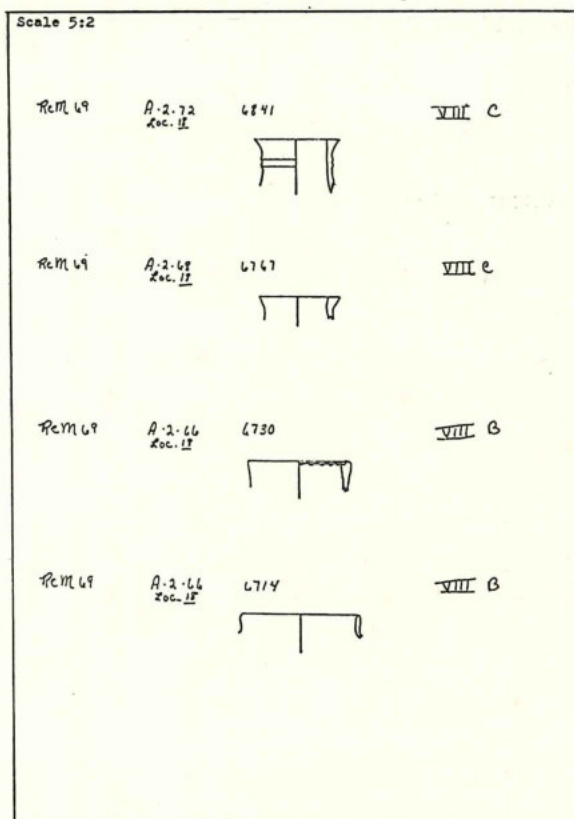 Scale 5:2
RcM 69 A.2.72 6841 VIII C
Loc. 18
RcM 69 A.2.68 6767 VIII C
Loc. 18
RcM 69 A.2.66 6730 VIII B
Loc. 18
RcM 69 A.2.66 6714 VIII B
Loc. 18